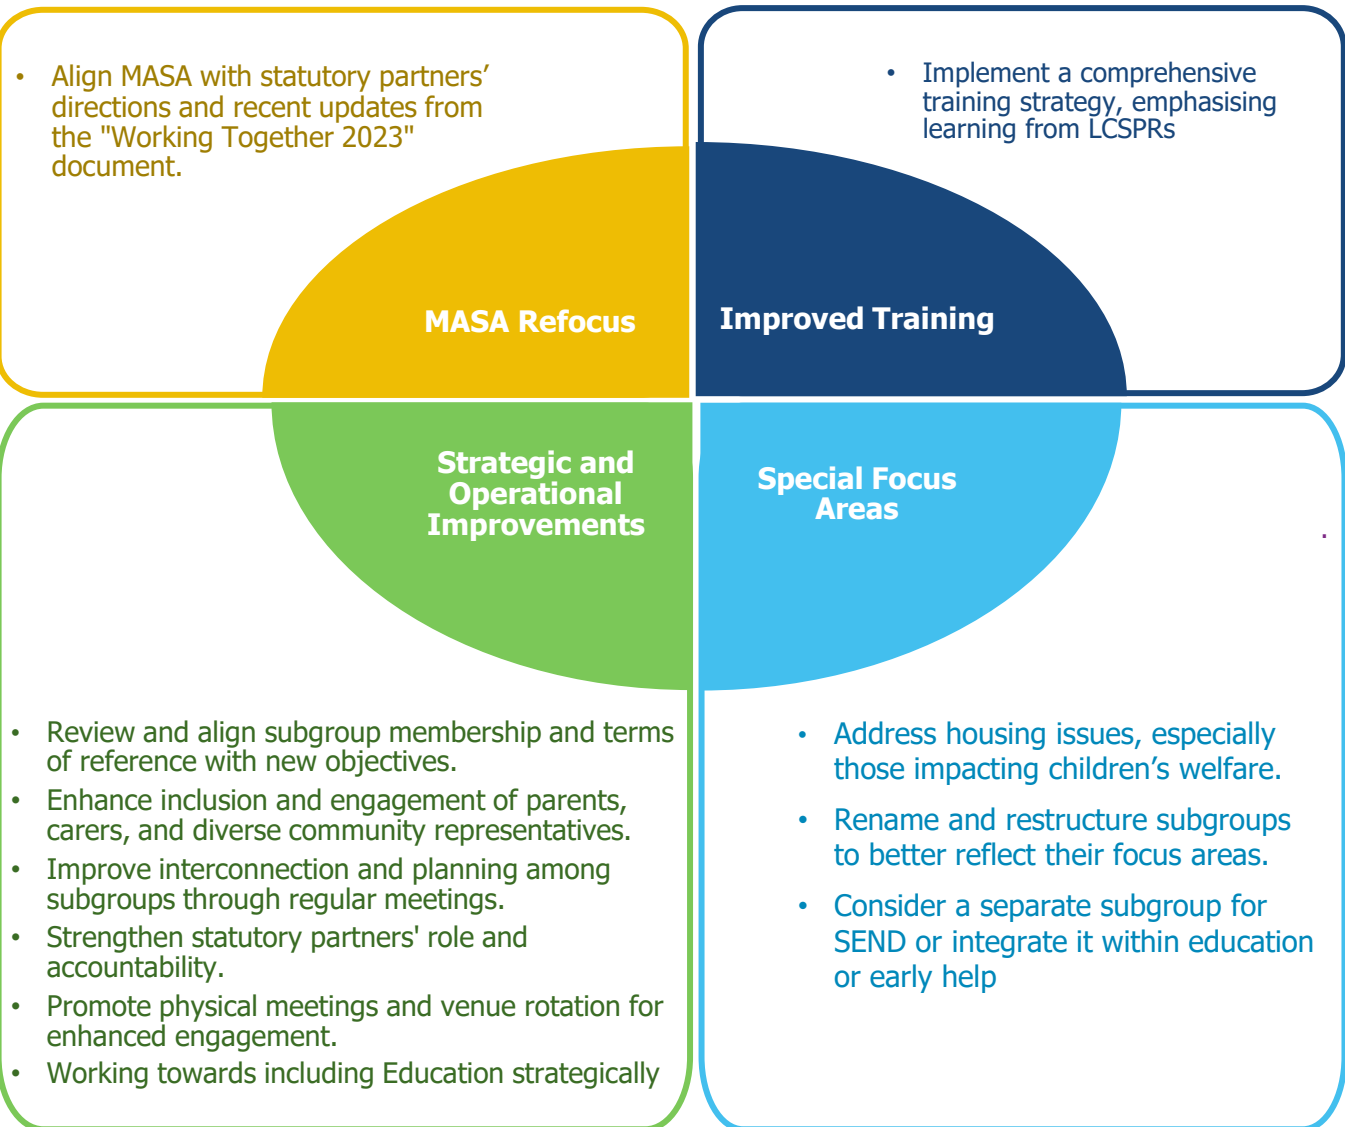 • Align MASA with statutory partners’
directions and recent updates from
the "Working Together 2023"
document.
MASA Refocus
• Implement a comprehensive
training strategy, emphasising
learning from LCSPRs
Improved Training
Strategic and
Operational
Improvements
• Review and align subgroup membership and terms
of reference with new objectives.
• Enhance inclusion and engagement of parents,
carers, and diverse community representatives.
• Improve interconnection and planning among
subgroups through regular meetings.
• Strengthen statutory partners' role and
accountability.
• Promote physical meetings and venue rotation for
enhanced engagement.
• Working towards including Education strategically
Special Focus
Areas
.
• Address housing issues, especially
those impacting children’s welfare.
• Rename and restructure subgroups
to better reflect their focus areas.
• Consider a separate subgroup for
SEND or integrate it within education
or early help